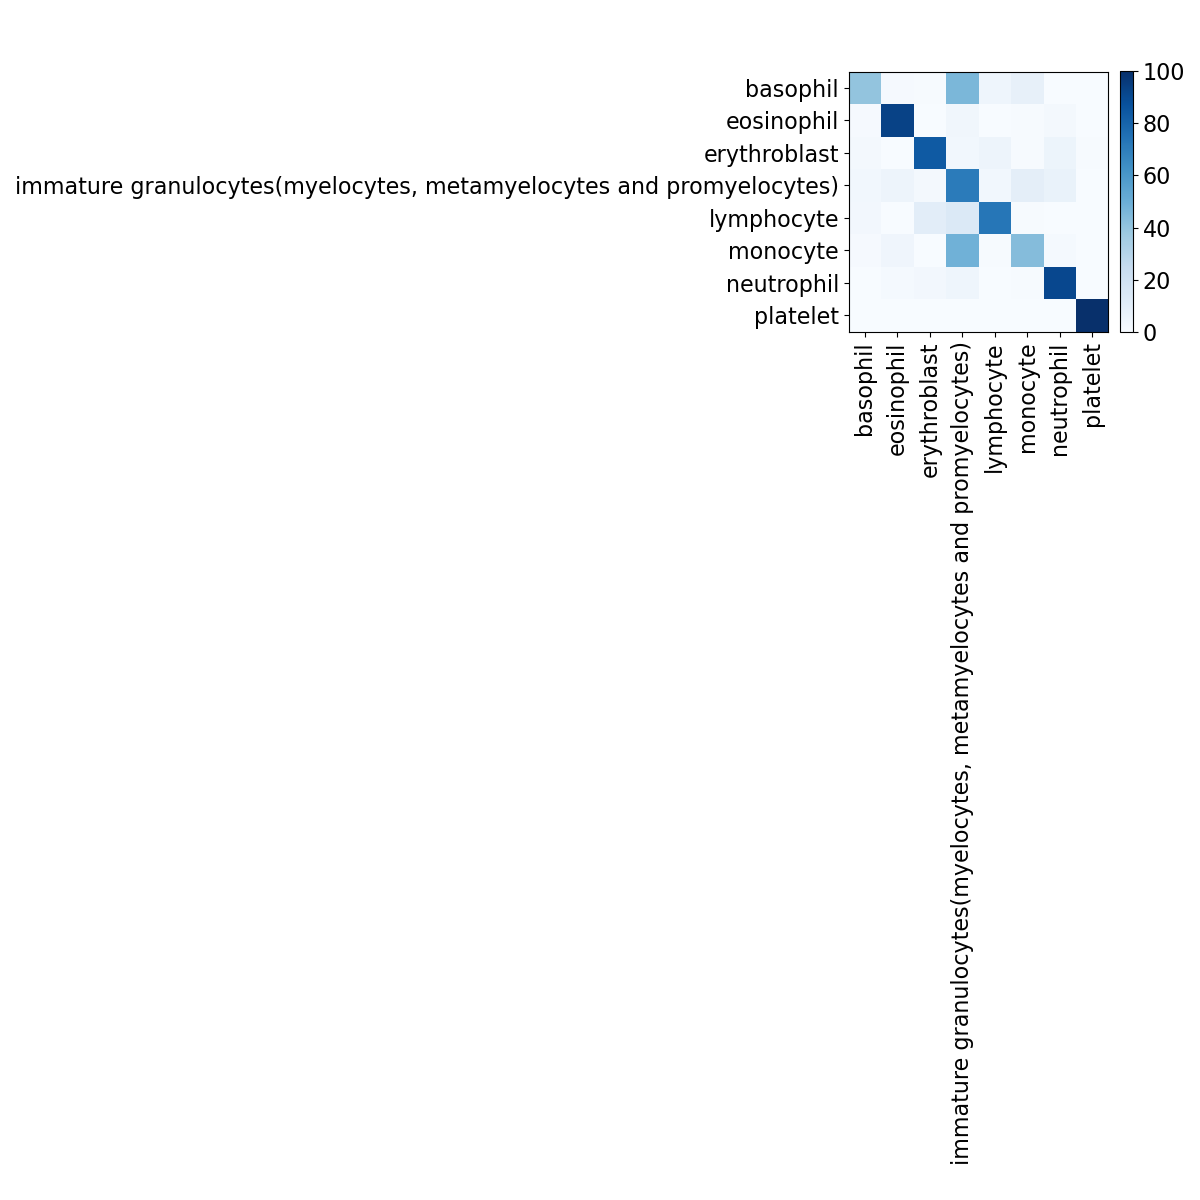 basophil
eosinophil
erythroblast
immature granulocytes(myelocytes, metamyelocytes and promyelocytes)
lymphocyte
monocyte
neutrophil
platelet
100
80
60
40
20
0
basophil
eosinophil
erythroblast
immature granulocytes(myelocytes, metamyelocytes and promyelocytes)
lymphocyte
monocyte
neutrophil
platelet